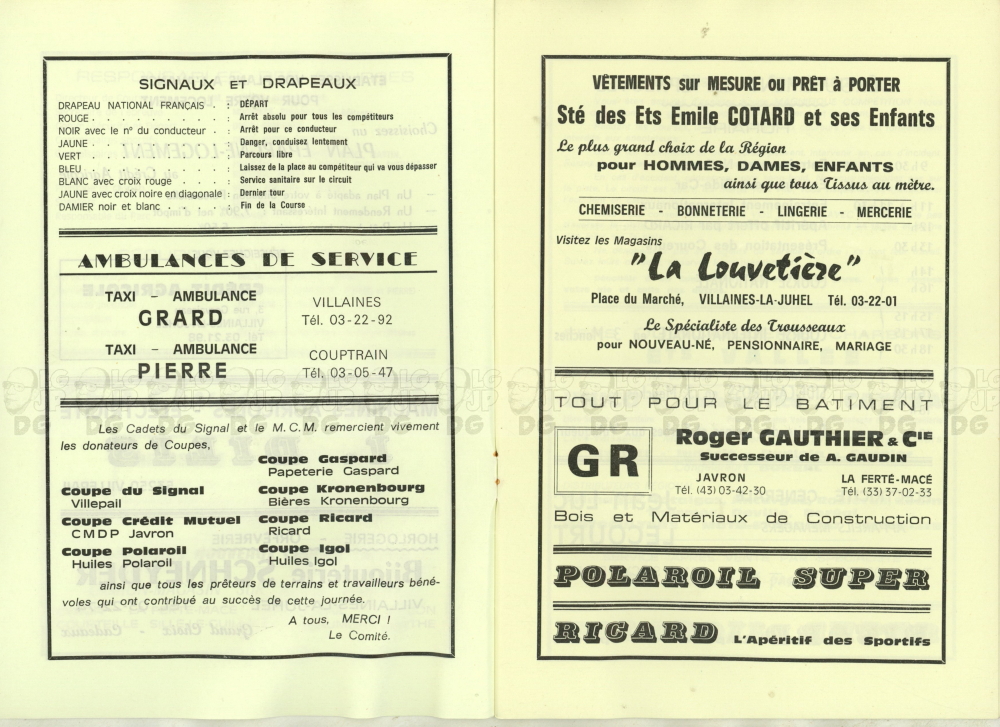 SIGNAUX ET DRAPEAUX
DRAPEAU NATIONAL FRANÇAIS . : DÉPART
ROUGE . . . . . . . . . : Arrêt absolu pour tous les compétiteurs
NOIR avec le n° du conducteur . : Arrêt pour ce conducteur
JAUNE . . . . . . . . . : Danger, conduisez lentement
VERT . . . . . . . . . : Parcours libre
BLEU . . . . . . . . . : Laissez de la place au compétiteur qui va vous dépasser
BLANC avec croix rouge . . . . : Service sanitaire sur le circuit
JAUNE avec croix noire en diagonale : Dernier tour
DAMIER noir et blanc . . . . . : Fin de la Course
AMBULANCES DE SERVICE
TAXI – AMBULANCE
GRARD
VILLAINES
Tél. 03-22-92
TAXI – AMBULANCE
PIERRE
COUPTRAIN
Tél. 03-05-47
Les Cadets du Signal et le M.C.M. remercient vivement
les donateurs de Coupes,
Coupe Gaspard
Papeterie Gaspard
Coupe du Signal
Villepail
Coupe Kronenbourg
Bières Kronenbourg
Coupe Crédit Mutuel
CMDP Javron
Coupe Ricard
Ricard
Coupe Polaroil
Huiles Polaroil
Coupe Igol
Huiles Igol
ainsi que tous les prêteurs de terrains et travailleurs béné-
voles qui ont contribué au succès de cette journée.
A tous, MERCI !
Le Comité.
VÊTEMENTS sur MESURE ou PRÊT à PORTER
Sté des Ets Emile COTARD et ses Enfants
Le plus grand choix de la Région
pour HOMMES, DAMES, ENFANTS
ainsi que tous Tissus au mètre.
CHEMISERIE - BONNETERIE - LINGERIE - MERCERIE
Visitez les Magasins
"La Louvetière"
Place du Marché, VILLAINES-LA-JUHEL Tél. 03-22-01
Le Spécialiste des Trousseaux
pour NOUVEAU-NÉ, PENSIONNAIRE, MARIAGE
TOUT POUR LE BATIMENT
GR
Roger GAUTHIER & CIE
Successeur de A. GAUDIN
JAVRON
Tél. (43) 03-42-30
LA FERTÉ-MACÉ
Tél. (33) 37-02-33
Bois et Matériaux de Construction
POLAROIL SUPER
RICARD L'Apéritif des Sportifs